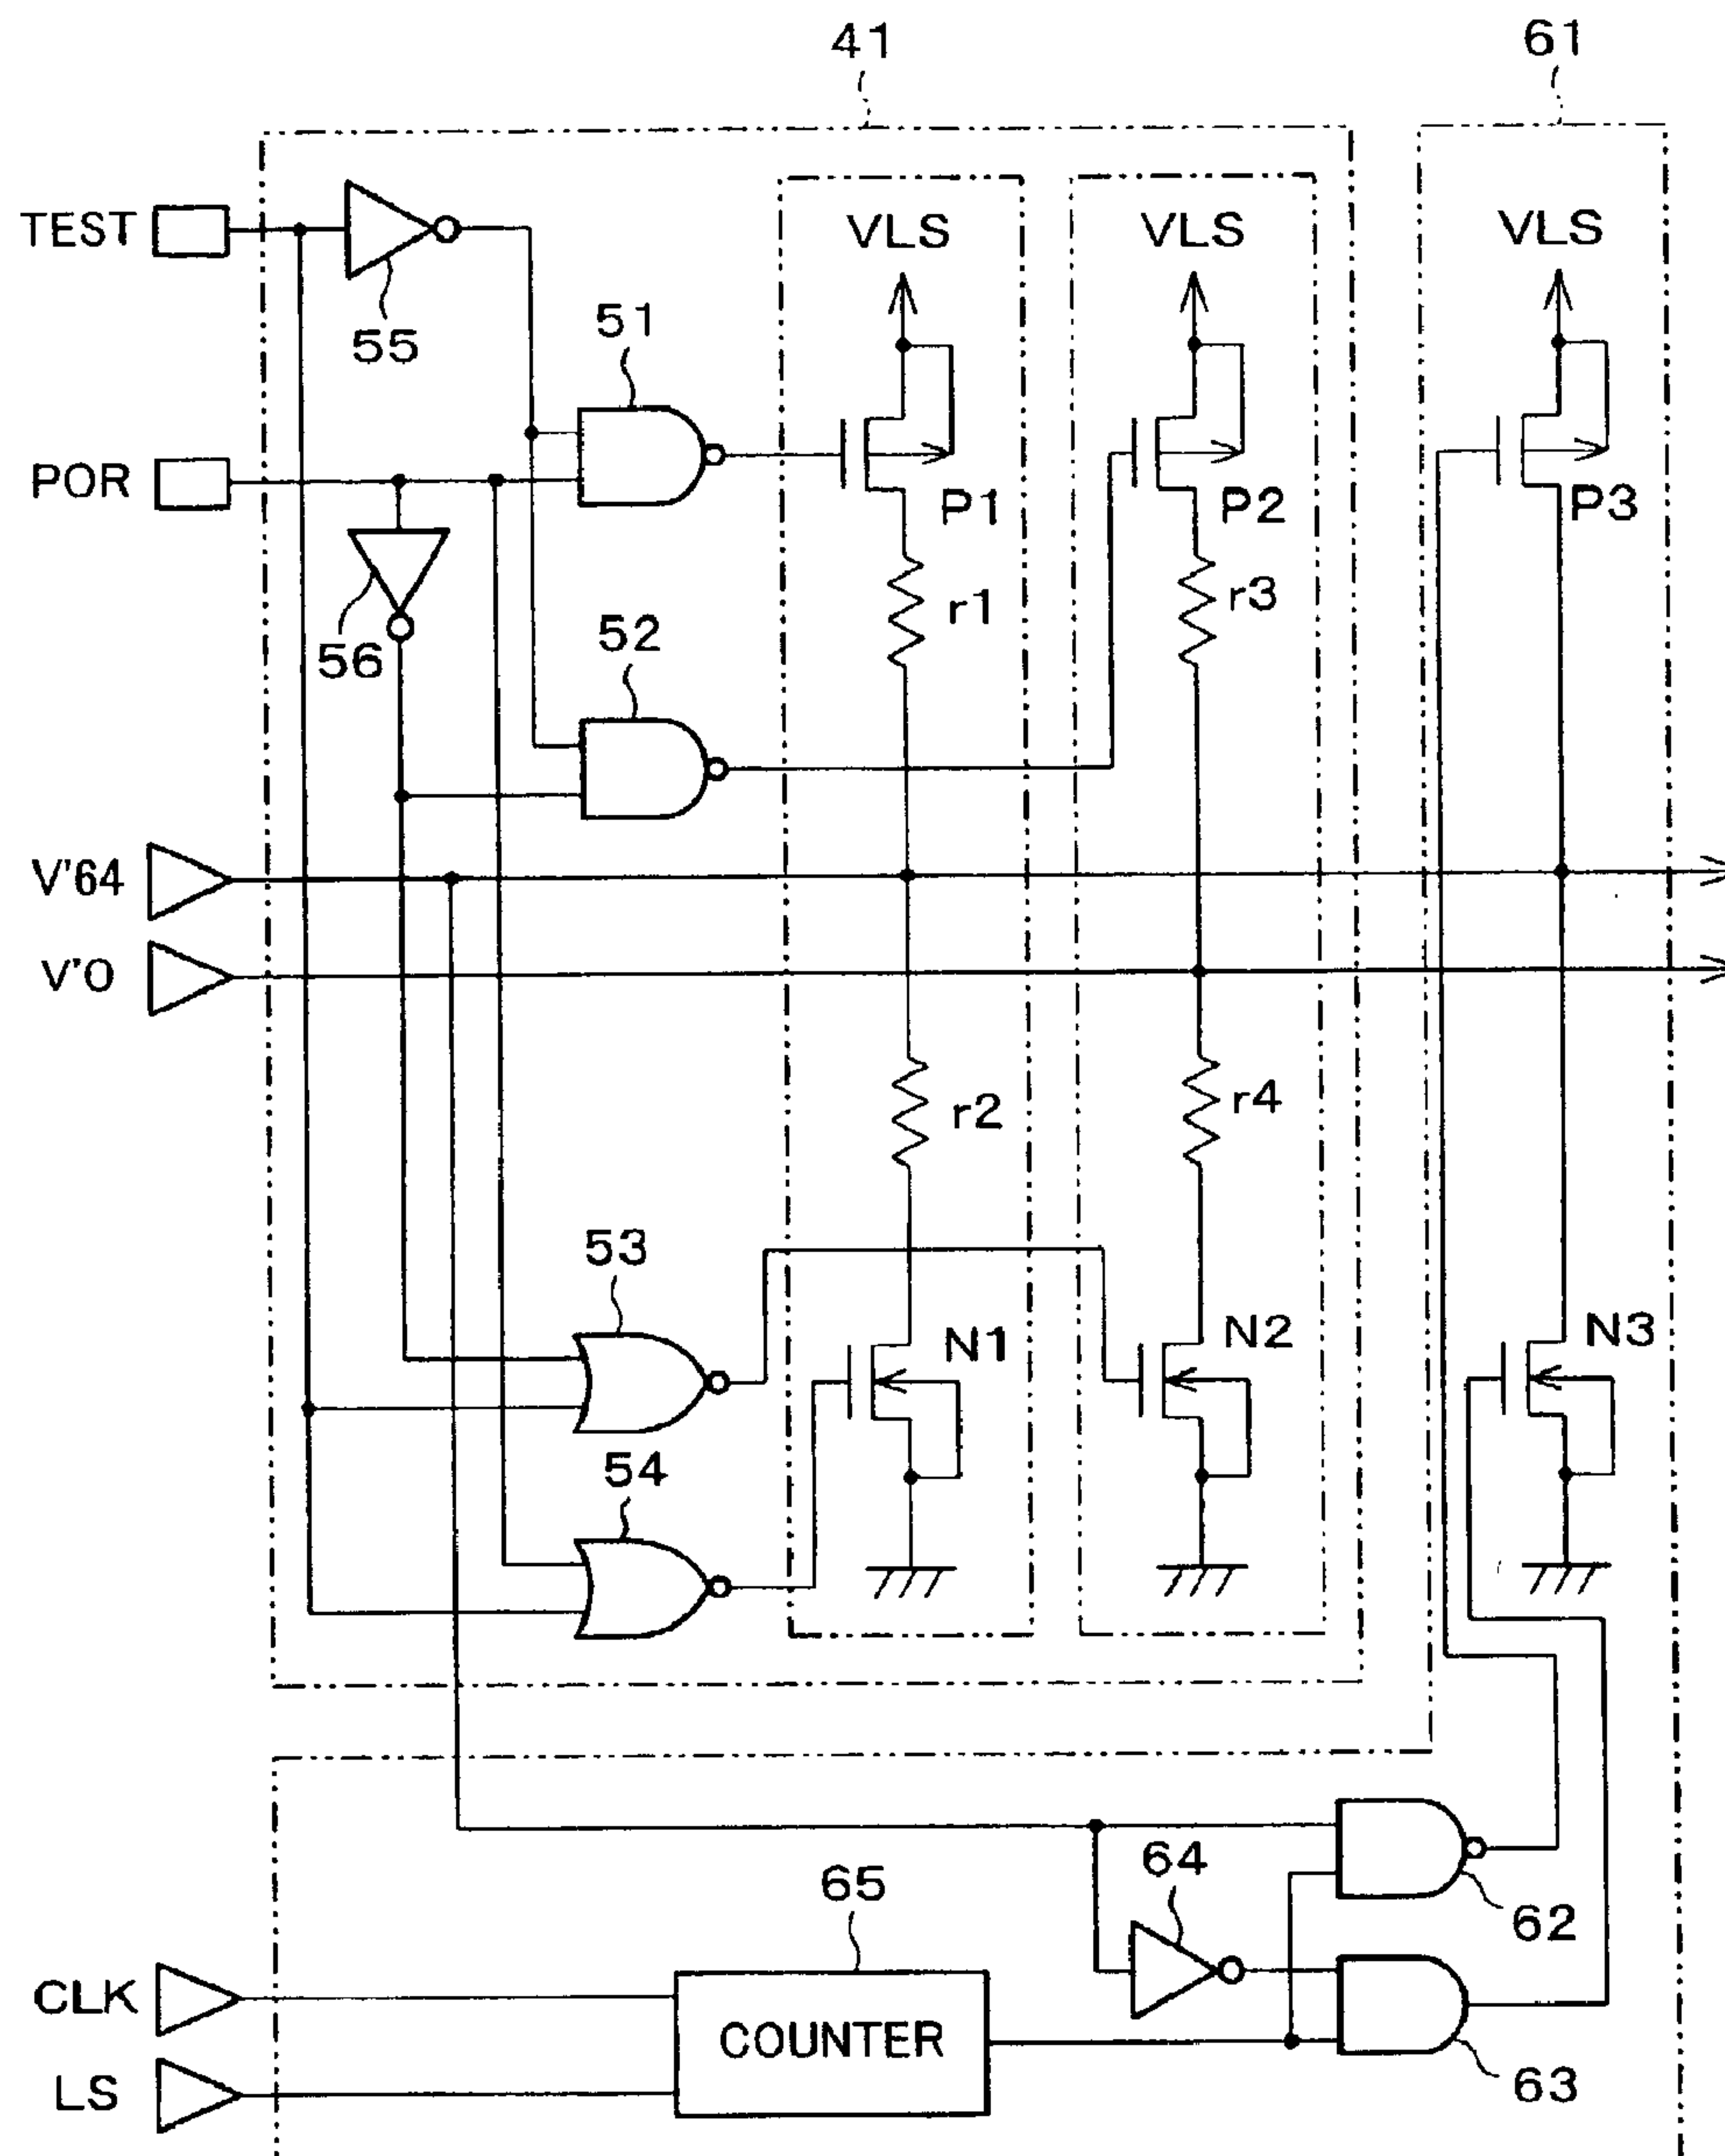 41
61
TEST
VLS
VLS
VLS
55
51
POR
P1
P2
P3
r1
r3
56
52
V'64
V'0
r2
r4
53
N1
N2
N3
54
64
65
62
CLK
COUNTER
LS
63